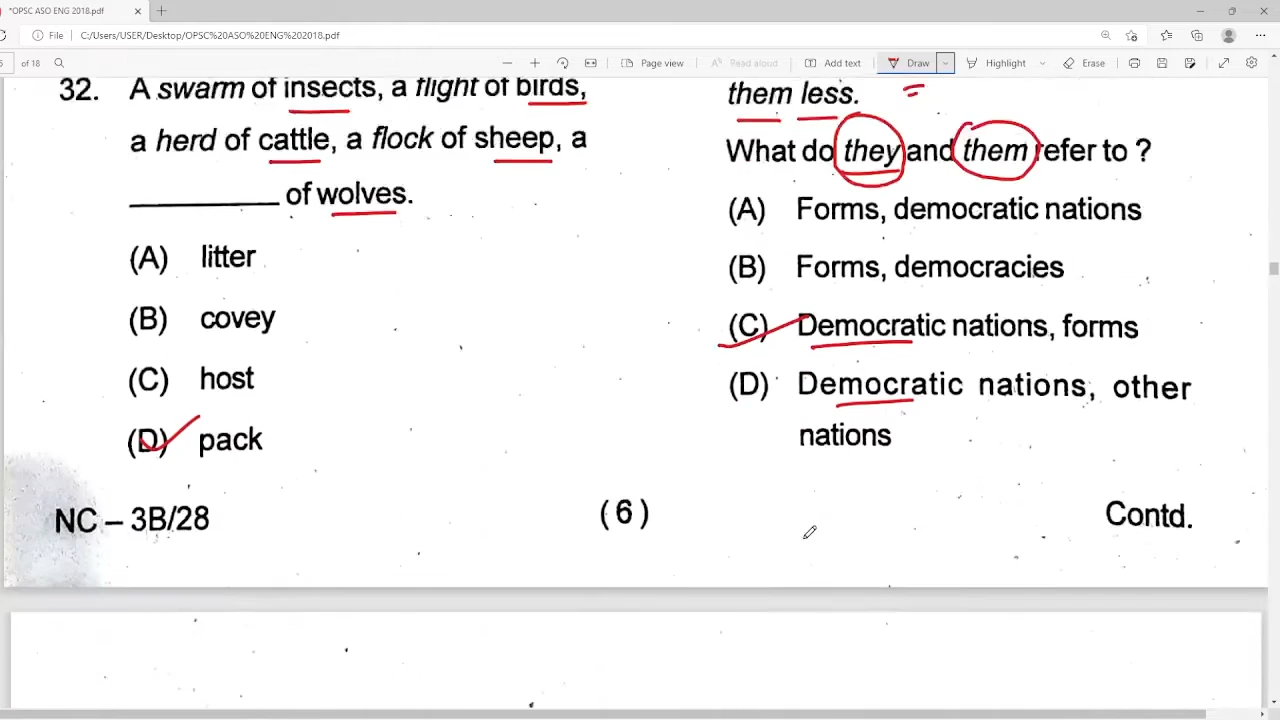 *OPSC ASO ENG 2018.pdf
File C:/Users/USER/Desktop/OPSC%20ASO%20ENG%202018.pdf
of 18 Page view Read aloud Add text Draw Highlight Erase
32. A swarm of insects, a flight of birds,
a herd of cattle, a flock of sheep, a
__________ of wolves.
(A) litter
(B) covey
(C) host
(D) pack
NC – 3B/28
them less.
What do they and them refer to ?
(A) Forms, democratic nations
(B) Forms, democracies
(C) Democratic nations, forms
(D) Democratic nations, other
nations
(6)
Contd.